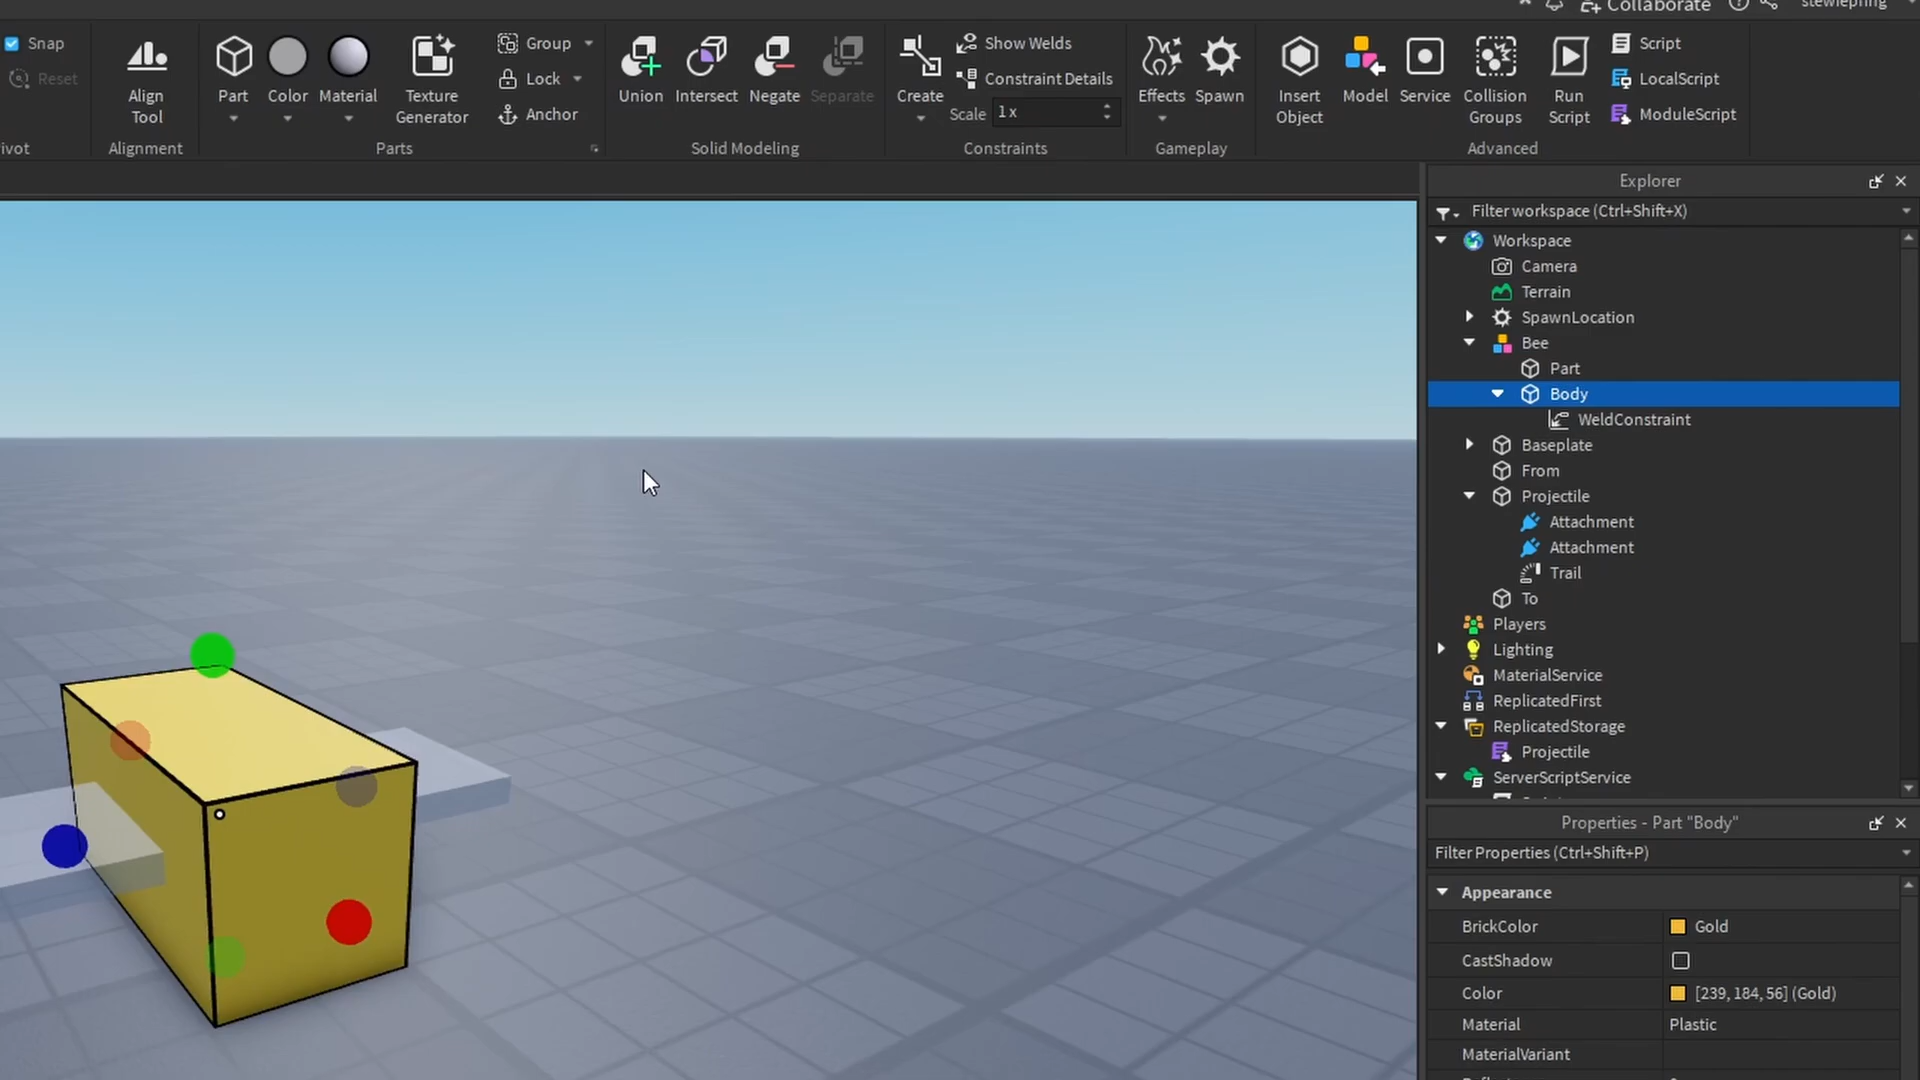 Collaborate
stewiepfing
Snap
Reset
Align
Tool
ivot
Alignment
Part
Color
Material
Texture
Generator
Group
Lock
Anchor
Parts
Union
Intersect
Negate
Separate
Solid Modeling
Create
Show Welds
Constraint Details
Scale 1 x
Constraints
Effects
Spawn
Gameplay
Insert
Object
Model
Service
Collision
Groups
Run
Script
Script
LocalScript
ModuleScript
Advanced
Explorer
Filter workspace (Ctrl+Shift+X)
Workspace
Camera
Terrain
SpawnLocation
Bee
Part
Body
WeldConstraint
Baseplate
From
Projectile
Attachment
Attachment
Trail
To
Players
Lighting
MaterialService
ReplicatedFirst
ReplicatedStorage
Projectile
ServerScriptService
Properties - Part "Body"
Filter Properties (Ctrl+Shift+P)
Appearance
BrickColor Gold
CastShadow
Color [239, 184, 56] (Gold)
Material Plastic
MaterialVariant